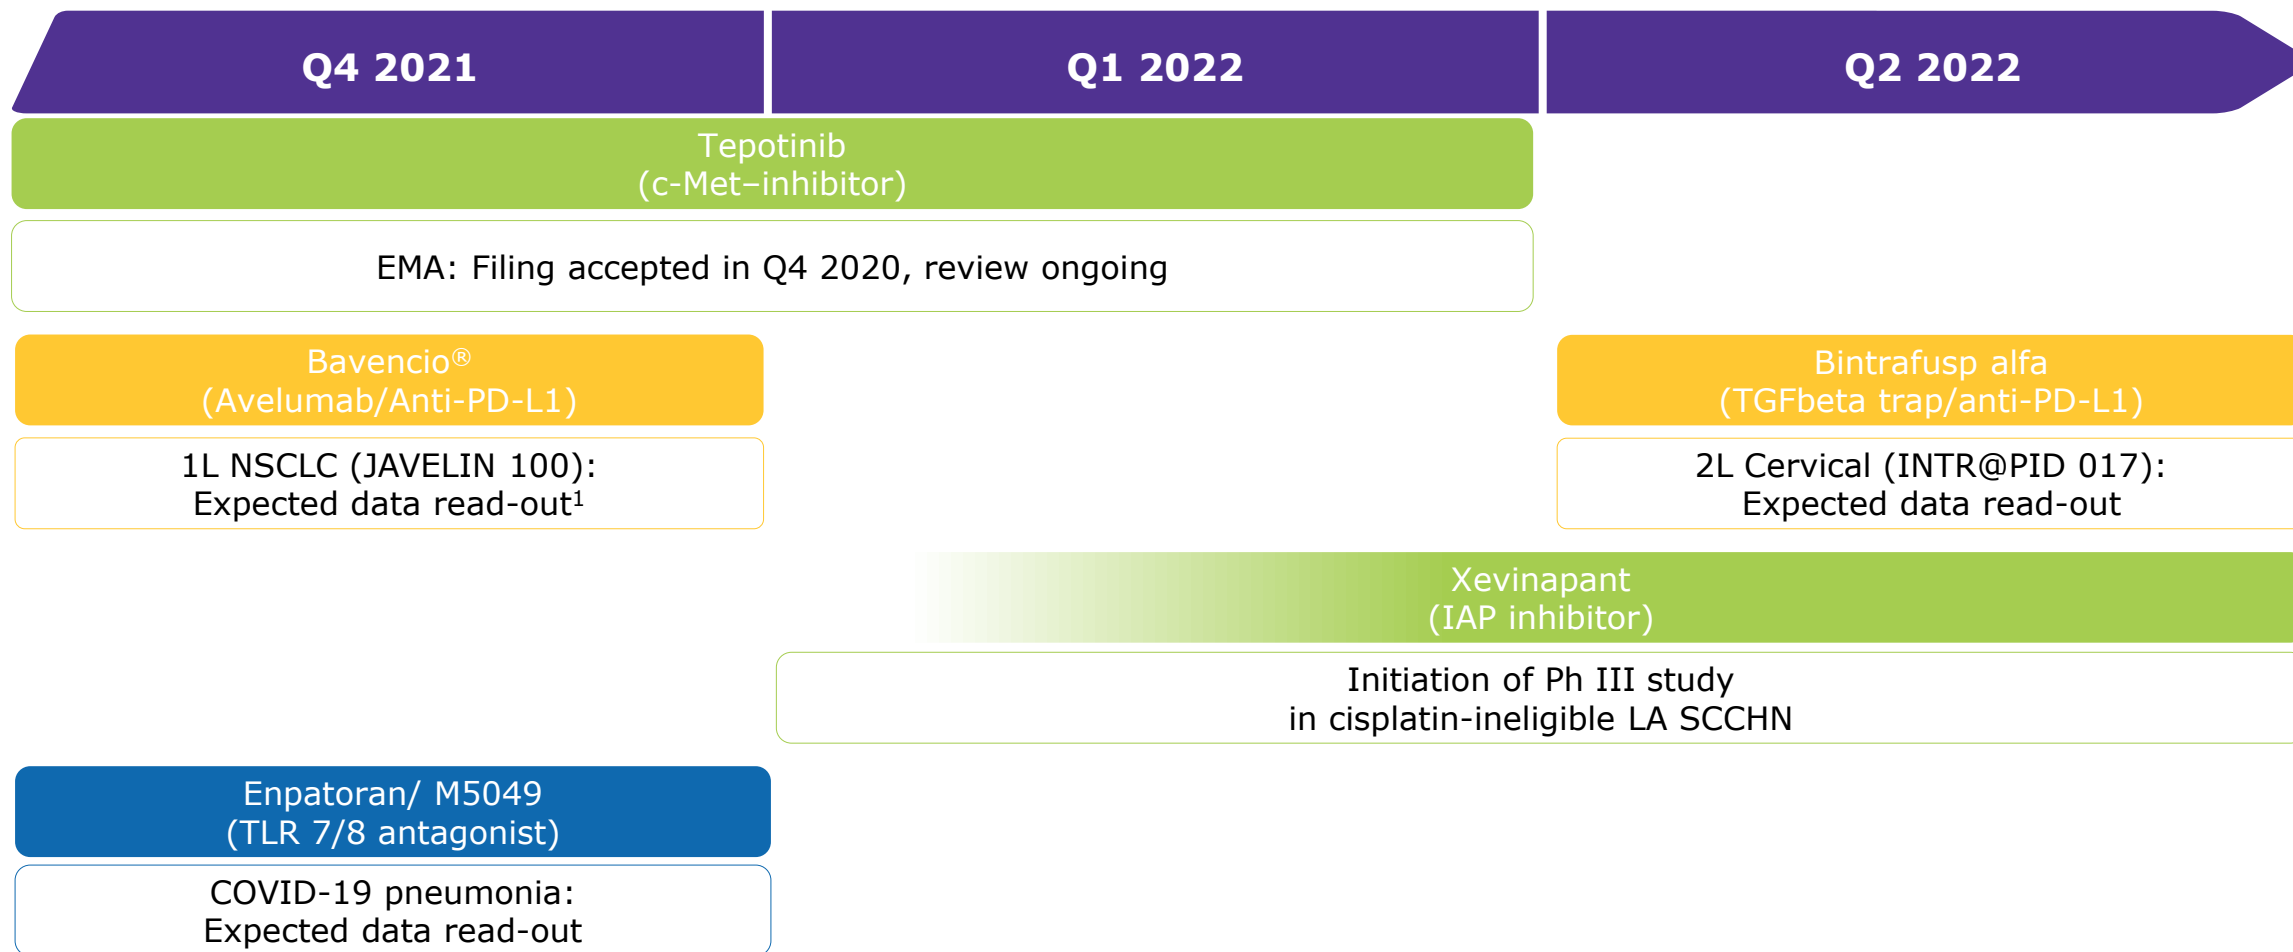 Q4 2021
Q1 2022
Q2 2022
Tepotinib
(c-Met–inhibitor)
EMA: Filing accepted in Q4 2020, review ongoing
Bavencio®
(Avelumab/Anti-PD-L1)
1L NSCLC (JAVELIN 100):
Expected data read-out¹
Bintrafusp alfa
(TGFbeta trap/anti-PD-L1)
2L Cervical (INTR@PID 017):
Expected data read-out
Xevinapant
(IAP inhibitor)
Initiation of Ph III study
in cisplatin-ineligible LA SCCHN
Enpatoran/ M5049
(TLR 7/8 antagonist)
COVID-19 pneumonia:
Expected data read-out